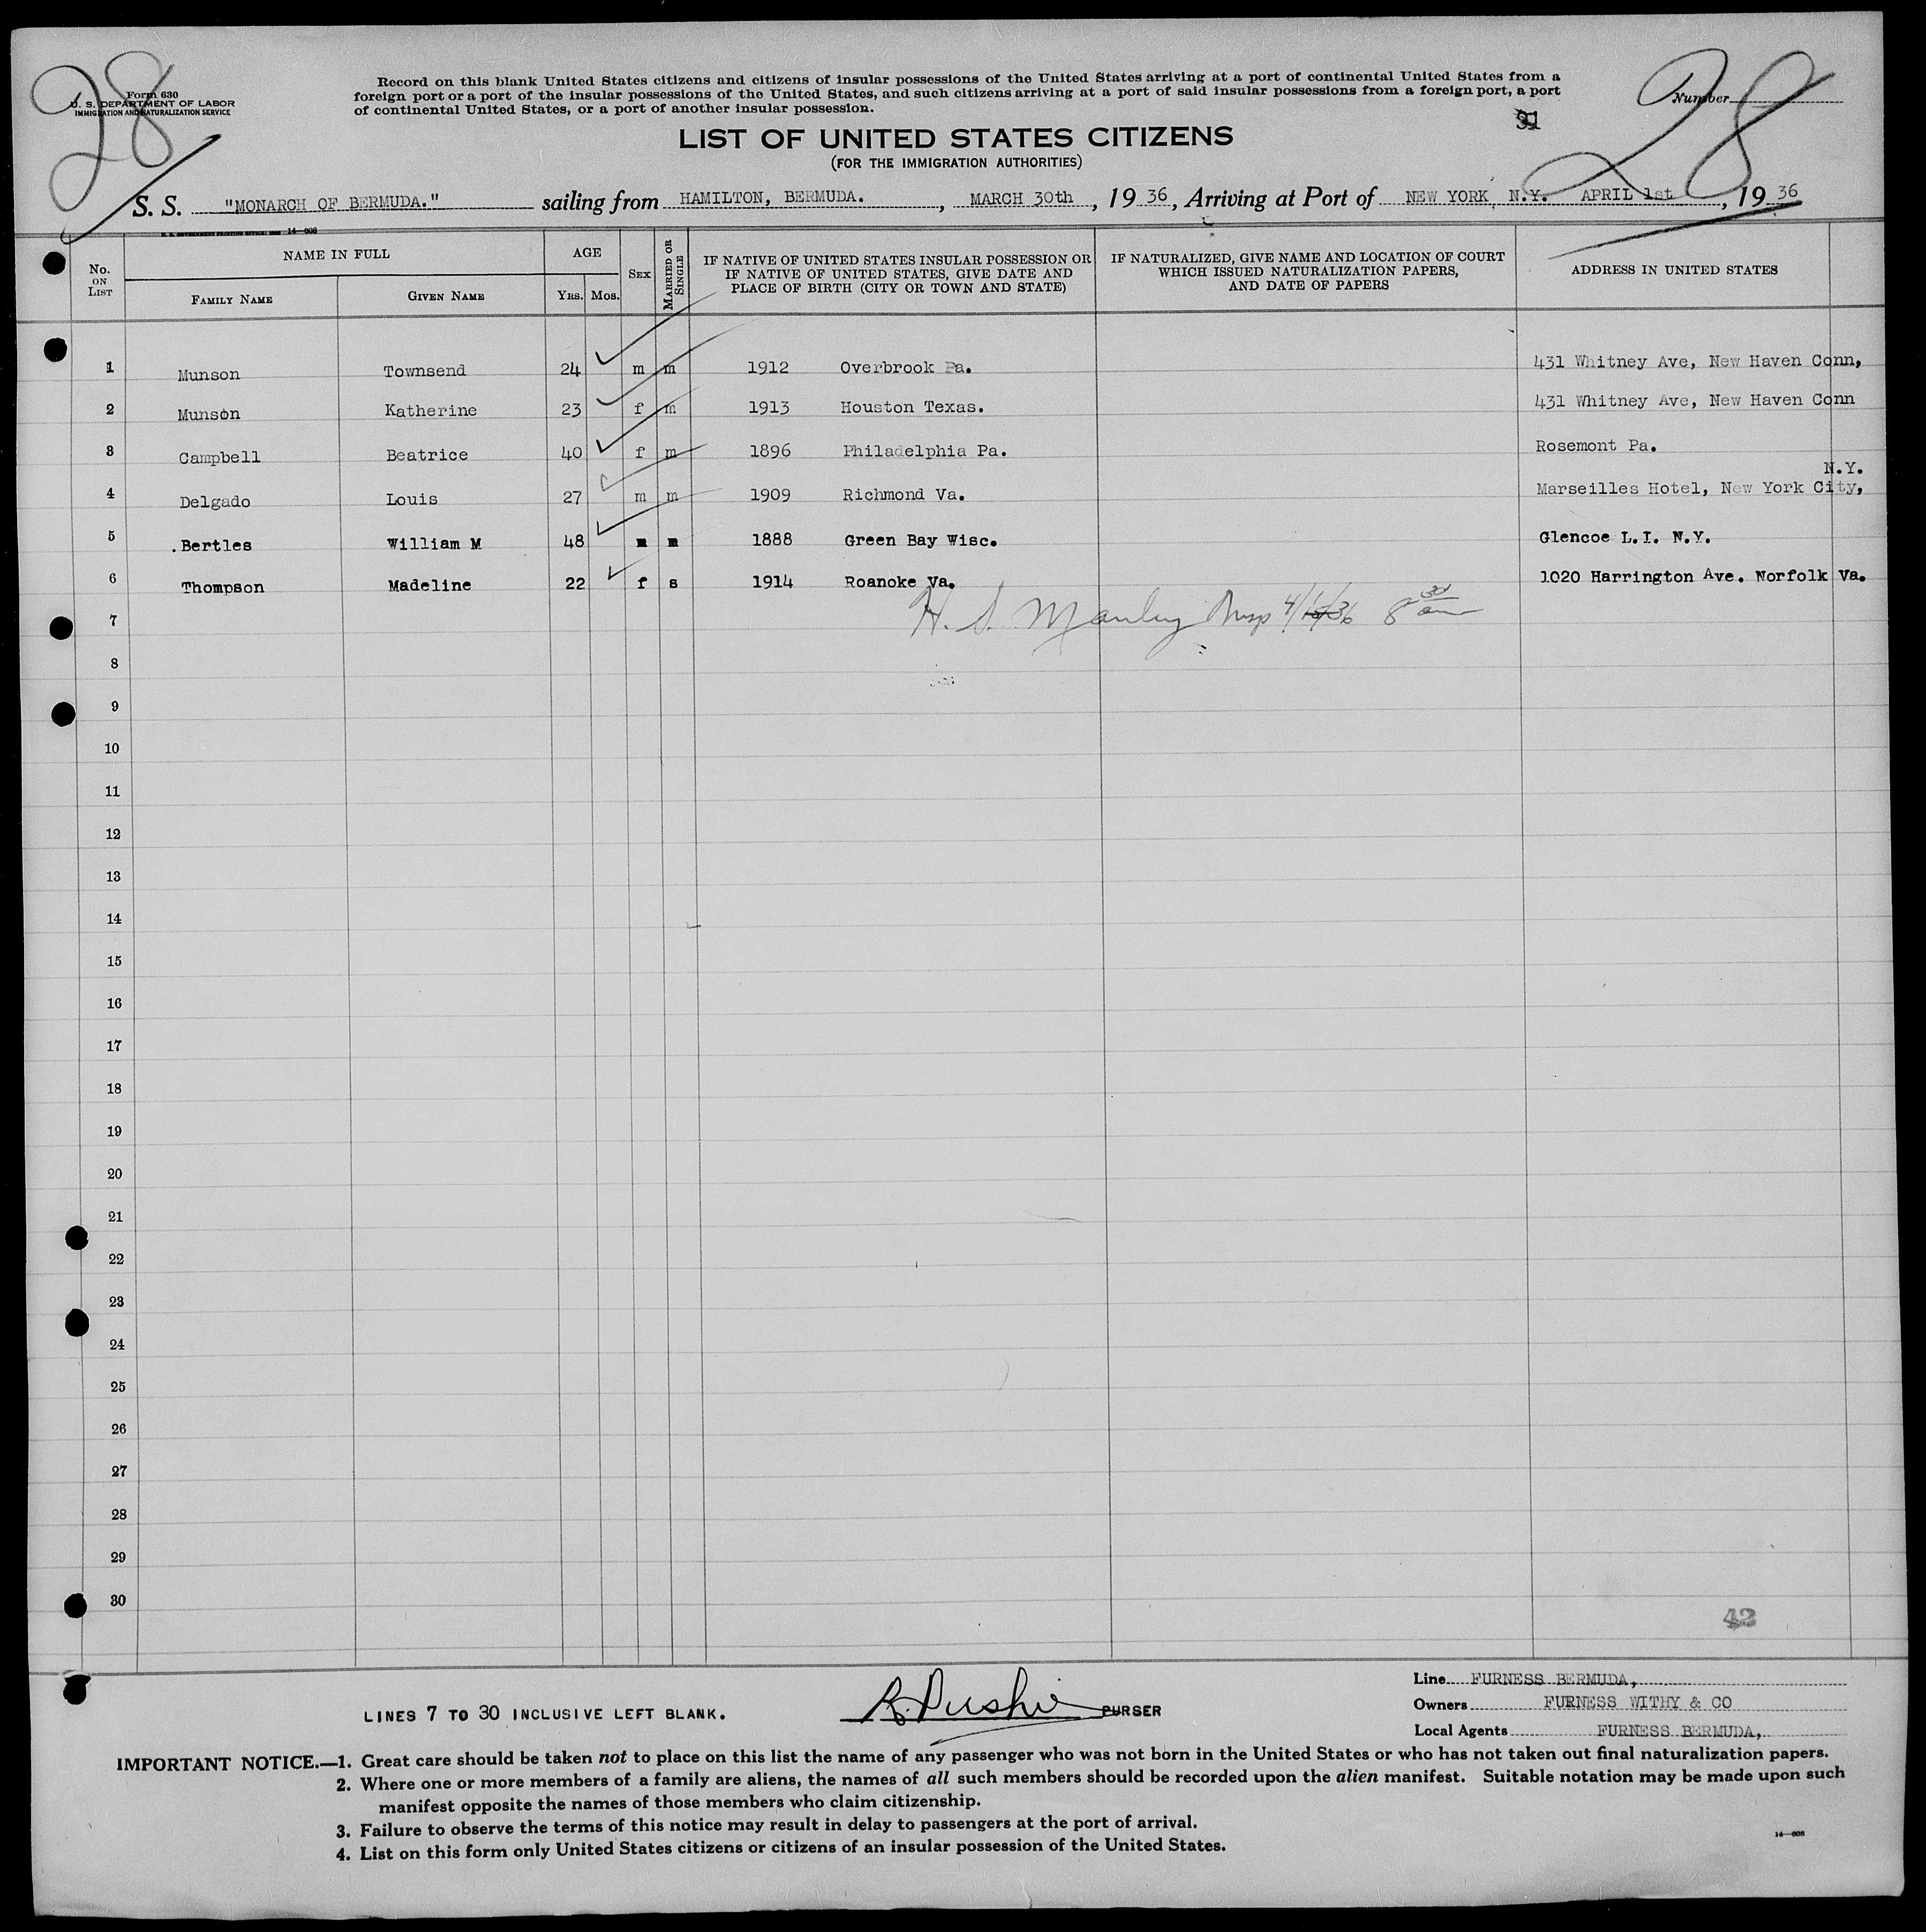 28
28
Form 630
U. S. DEPARTMENT OF LABOR
IMMIGRATION AND NATURALIZATION SERVICE
Record on this blank United States citizens and citizens of insular possessions of the United States arriving at a port of continental United States from a
foreign port or a port of the insular possessions of the United States, and such citizens arriving at a port of said insular possessions from a foreign port, a port
of continental United States, or a port of another insular possession.
Number
LIST OF UNITED STATES CITIZENS
(FOR THE IMMIGRATION AUTHORITIES)
S. S. "MONARCH OF BERMUDA." sailing from HAMILTON, BERMUDA. , MARCH 30th , 19 36, Arriving at Port of NEW YORK, N.Y. APRIL 1st , 19 36
No. ON LIST NAME IN FULL FAMILY NAME GIVEN NAME AGE YRS. MOS. SEX MARRIED OR SINGLE IF NATIVE OF UNITED STATES INSULAR POSSESSION OR IF NATIVE OF UNITED STATES, GIVE DATE AND PLACE OF BIRTH (CITY OR TOWN AND STATE) IF NATURALIZED, GIVE NAME AND LOCATION OF COURT WHICH ISSUED NATURALIZATION PAPERS, AND DATE OF PAPERS ADDRESS IN UNITED STATES
1 Munson Townsend 24 m m 1912 Overbrook Pa. 431 Whitney Ave, New Haven Conn,
2 Munson Katherine 23 f m 1913 Houston Texas. 431 Whitney Ave, New Haven Conn
3 Campbell Beatrice 40 f m 1896 Philadelphia Pa. Rosemont Pa.
N.Y.
4 Delgado Louis 27 m m 1909 Richmond Va. Marseilles Hotel, New York City,
5 .Bertles William M 48 m m 1888 Green Bay Wisc. Glencoe L.I. N.Y.
6 Thompson Madeline 22 f s 1914 Roanoke Va. 1020 Harrington Ave. Norfolk Va.
7 H. S. Manley Insp 8 30 am
8
9
10
11
12
13
14
15
16
17
18
19
20
21
22
23
24
25
26
27
28
29
30
42
LINES 7 TO 30 INCLUSIVE LEFT BLANK.
PURSER
Line FURNESS BERMUDA,
Owners FURNESS WITHY & CO
Local Agents FURNESS BERMUDA,
IMPORTANT NOTICE.—1. Great care should be taken not to place on this list the name of any passenger who was not born in the United States or who has not taken out final naturalization papers.
2. Where one or more members of a family are aliens, the names of all such members should be recorded upon the alien manifest. Suitable notation may be made upon such
manifest opposite the names of those members who claim citizenship.
3. Failure to observe the terms of this notice may result in delay to passengers at the port of arrival.
4. List on this form only United States citizens or citizens of an insular possession of the United States.
14—608